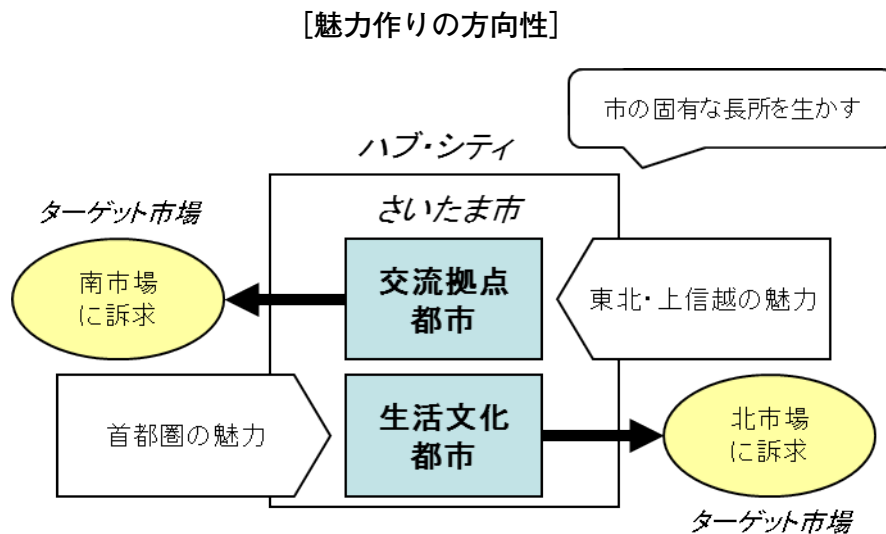 [魅力作りの方向性]
市の固有な長所を生かす
ハブ・シティ
さいたま市
ターゲット市場
南市場
に訴求
交流拠点
都市
東北・上信越の魅力
首都圏の魅力
生活文化
都市
北市場
に訴求
ターゲット市場